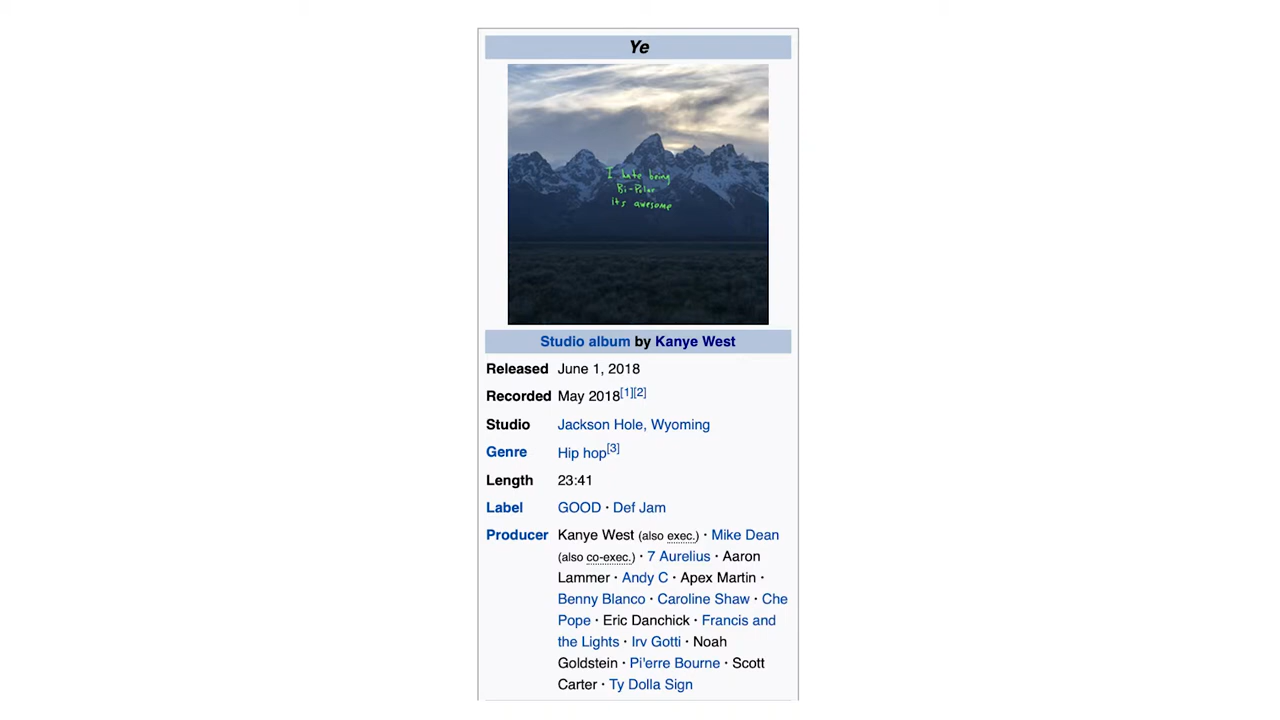 Ye
I hate being
Bi-Polar
its awesome
Studio album by Kanye West
Released June 1, 2018
Recorded May 2018[1][2]
Studio Jackson Hole, Wyoming
Genre Hip hop[3]
Length 23:41
Label GOOD · Def Jam
Producer Kanye West (also exec.) · Mike Dean
(also co-exec.) · 7 Aurelius · Aaron
Lammer · Andy C · Apex Martin ·
Benny Blanco · Caroline Shaw · Che
Pope · Eric Danchick · Francis and
the Lights · Irv Gotti · Noah
Goldstein · Pi'erre Bourne · Scott
Carter · Ty Dolla Sign